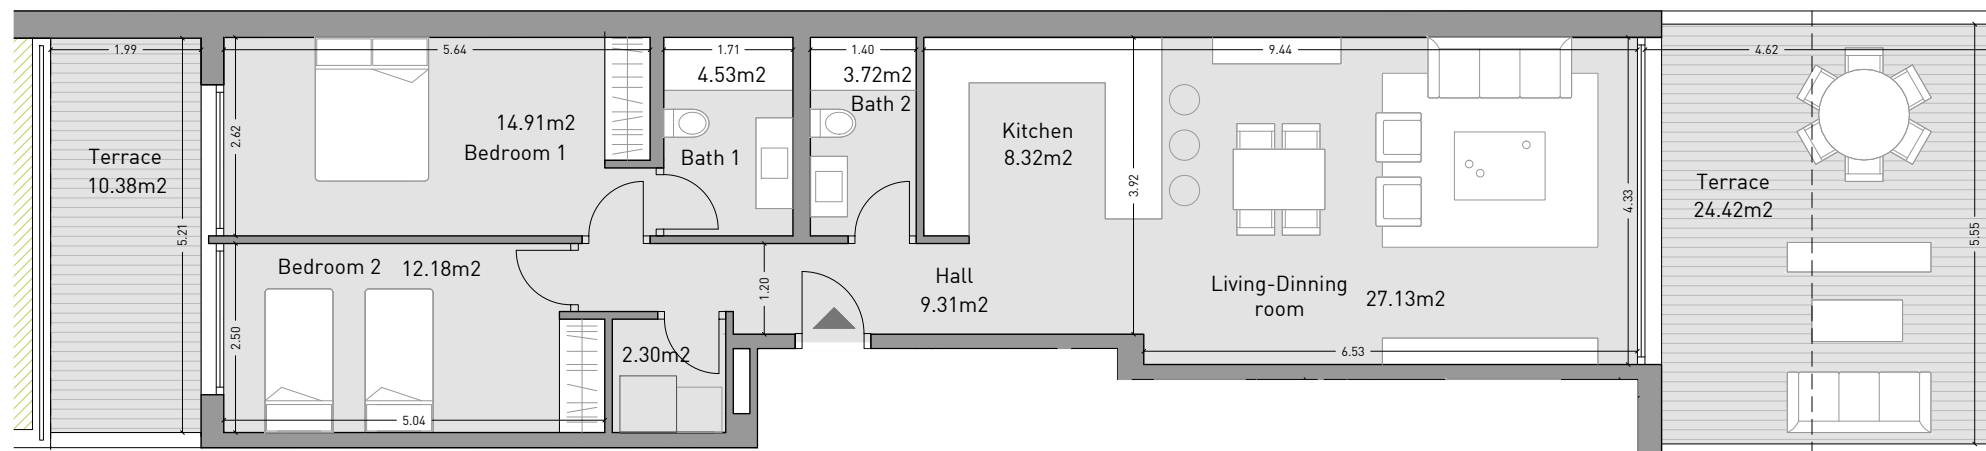 1.99
5.64
1.71
1.40
9.44
4.62
4.53m2
3.72m2
Bath 2
14.91m2
Bedroom 1
Bath 1
Kitchen
8.32m2
2.62
Terrace
10.38m2
3.92
4.33
Terrace
24.42m2
5.21
5.55
Bedroom 2 12.18m2
1.20
Hall
9.31m2
Living-Dinning
room
27.13m2
2.50
2.30m2
6.53
5.04